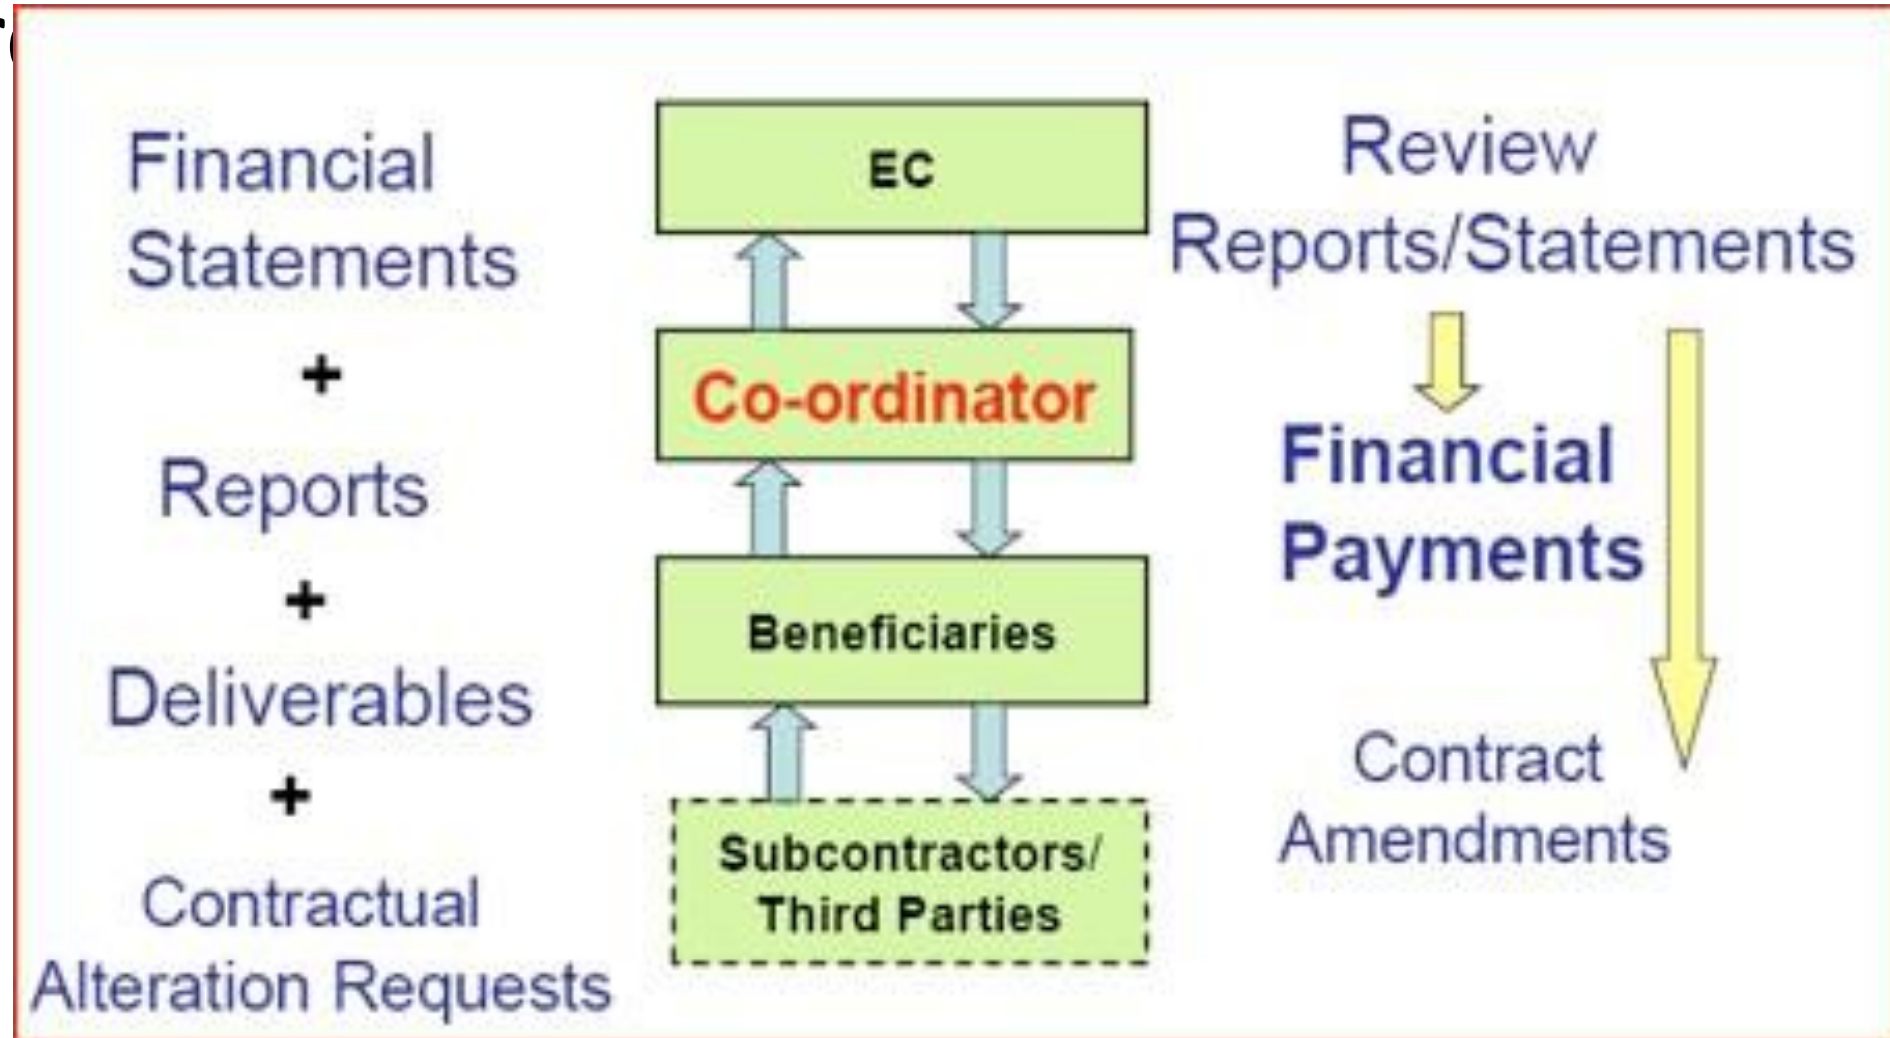 Financial
Statements
+
Reports
+
Deliverables
+
Contractual
Alteration Requests
EC
Co-ordinator
Beneficiaries
Subcontractors/
Third Parties
Review
Reports/Statements
Financial
Payments
Contract
Amendments